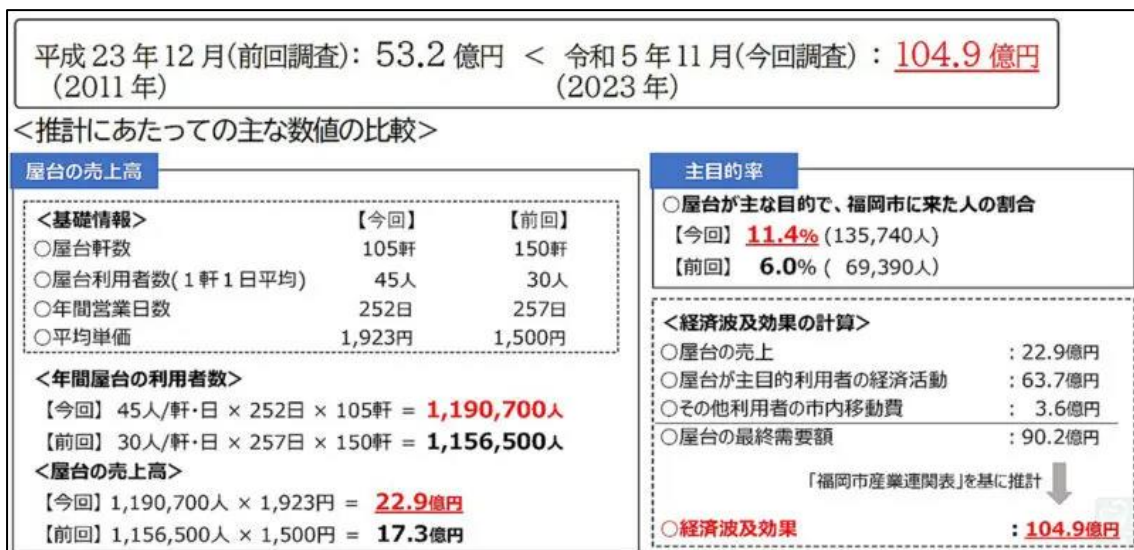 平成23年12月(前回調査): 53.2 億円 < 令和5年11月(今回調査) : 104.9 億円
(2011年) (2023年)
<推計にあたっての主な数値の比較>
屋台の売上高
<基礎情報> 【今回】 【前回】
○屋台軒数 105軒 150軒
○屋台利用者数(1軒1日平均) 45人 30人
○年間営業日数 252日 257日
○平均単価 1,923円 1,500円
<年間屋台の利用者数>
【今回】 45人/軒・日 × 252日 × 105軒 = 1,190,700人
【前回】 30人/軒・日 × 257日 × 150軒 = 1,156,500人
<屋台の売上高>
【今回】 1,190,700人 × 1,923円 = 22.9億円
【前回】 1,156,500人 × 1,500円 = 17.3億円
主目的率
○屋台が主な目的で、福岡市に来た人の割合
【今回】 11.4% (135,740人)
【前回】 6.0% ( 69,390人)
<経済波及効果の計算>
○屋台の売上 : 22.9億円
○屋台が主目的利用者の経済活動 : 63.7億円
○その他利用者の市内移動費 : 3.6億円
○屋台の最終需要額 : 90.2億円
「福岡市産業連関表」を基に推計
○経済波及効果 : 104.9億円